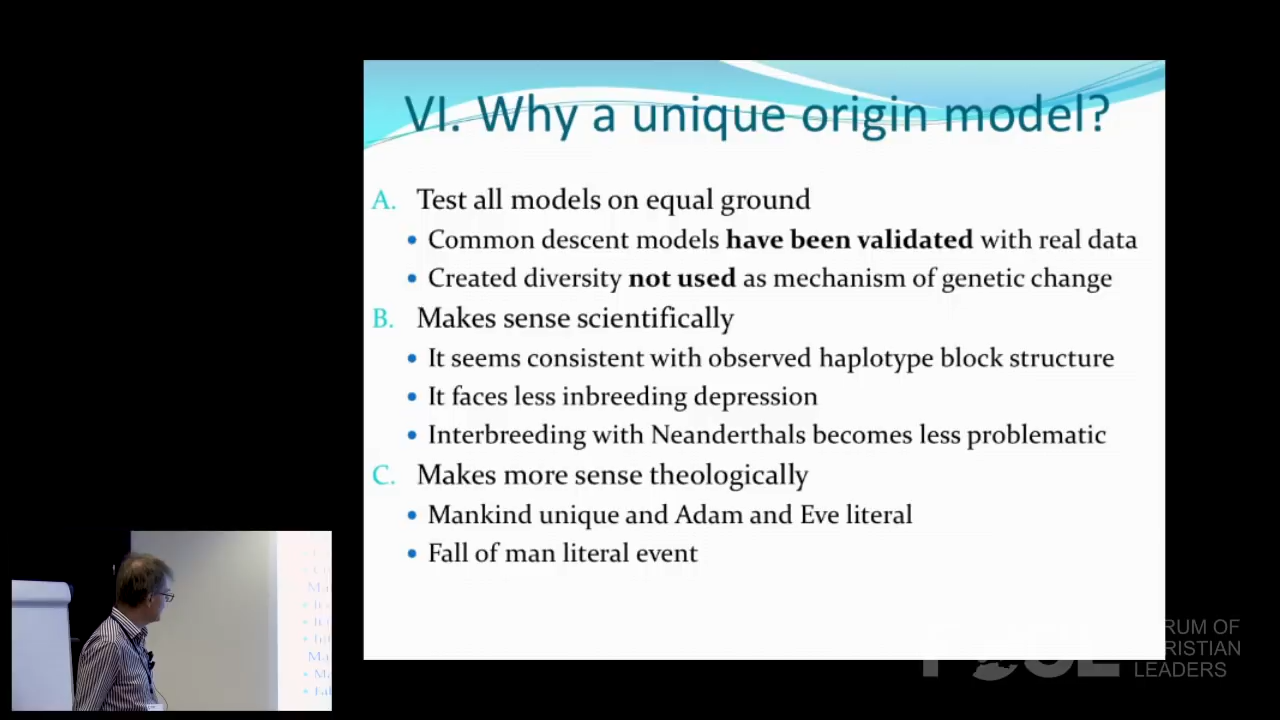 VI. Why a unique origin model?
A. Test all models on equal ground
• Common descent models have been validated with real data
• Created diversity not used as mechanism of genetic change
B. Makes sense scientifically
• It seems consistent with observed haplotype block structure
• It faces less inbreeding depression
• Interbreeding with Neanderthals becomes less problematic
C. Makes more sense theologically
• Mankind unique and Adam and Eve literal
• Fall of man literal event
RUM OF
RISTIAN
LEADERS